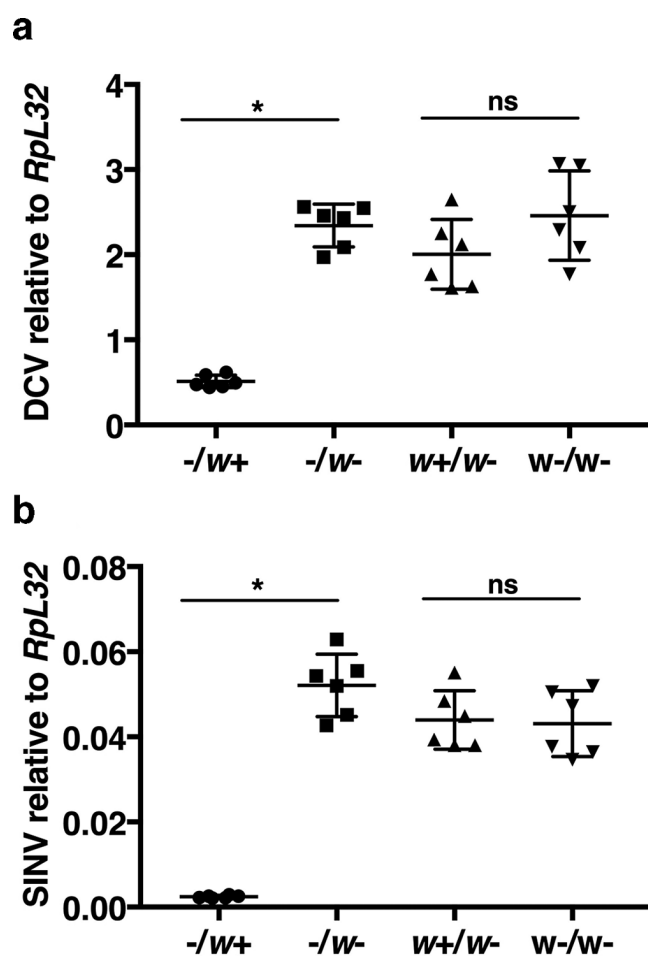 a
DCV relative to RpL32
4
3
2
1
0
*
ns
-/w+ -/w- w+/w- w-/w-
b
SINV relative to RpL32
0.08
0.06
0.04
0.02
0.00
*
ns
-/w+ -/w- w+/w- w-/w-